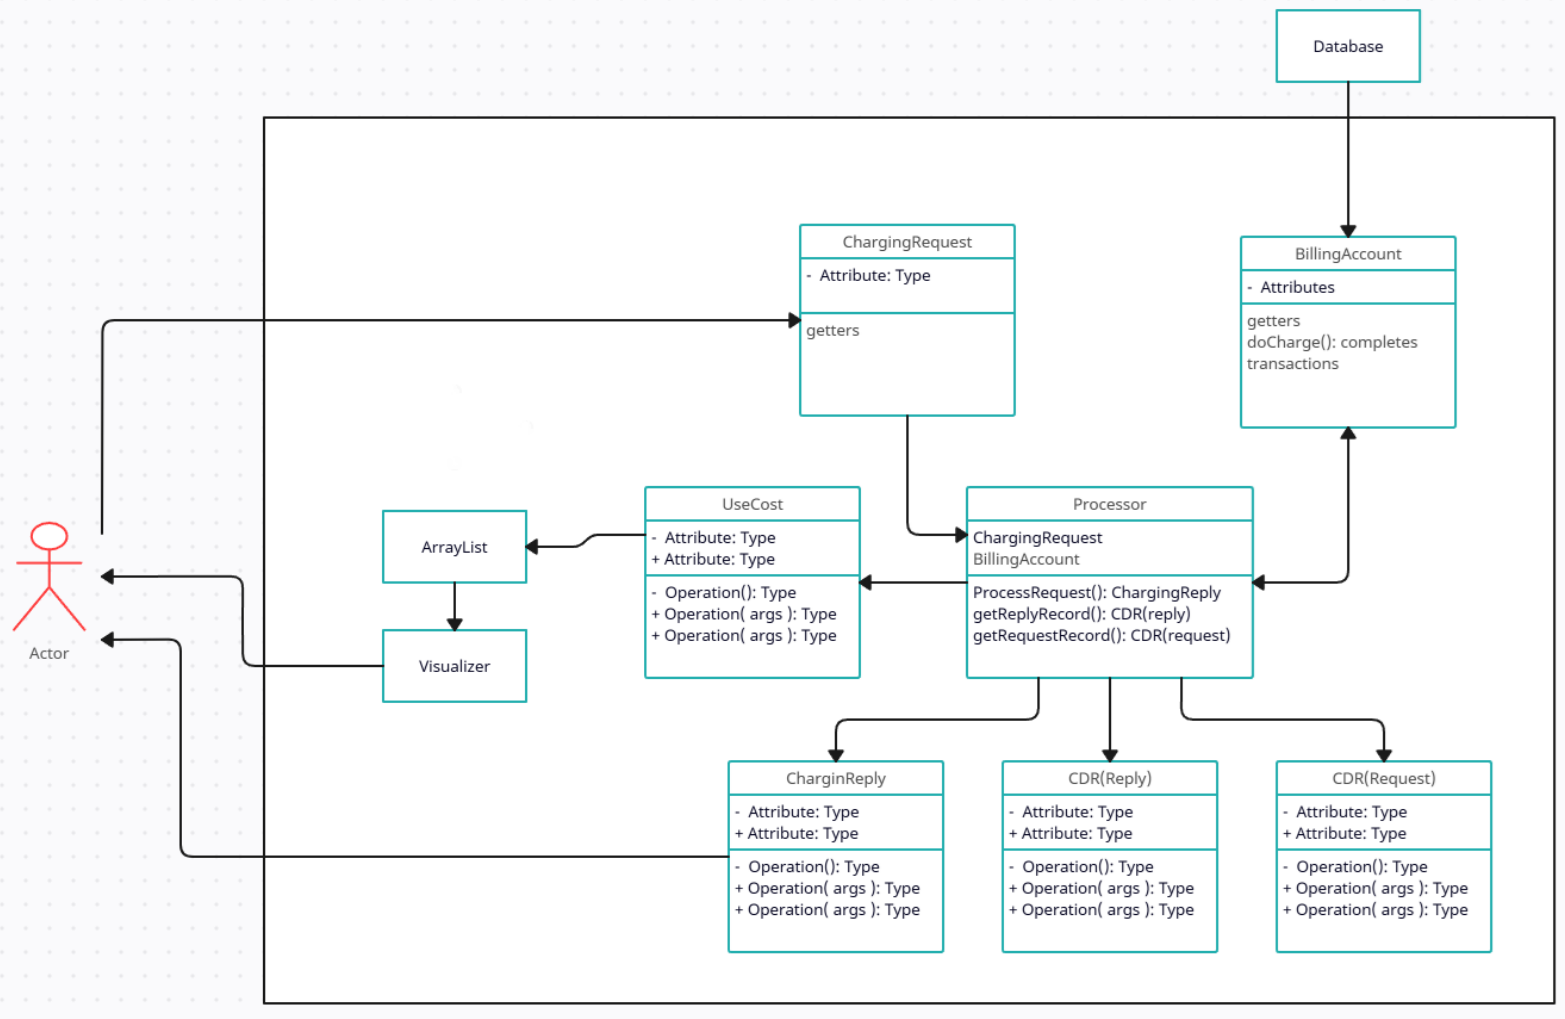 Database
ChargingRequest
- Attribute: Type
getters
BillingAccount
- Attributes
getters
doCharge(): completes
transactions
Actor
ArrayList
Visualizer
UseCost
- Attribute: Type
+ Attribute: Type
- Operation(): Type
+ Operation( args ): Type
+ Operation( args ): Type
Processor
ChargingRequest
BillingAccount
ProcessRequest(): ChargingReply
getReplyRecord(): CDR(reply)
getRequestRecord(): CDR(request)
CharginReply
- Attribute: Type
+ Attribute: Type
- Operation(): Type
+ Operation( args ): Type
+ Operation( args ): Type
CDR(Reply)
- Attribute: Type
+ Attribute: Type
- Operation(): Type
+ Operation( args ): Type
+ Operation( args ): Type
CDR(Request)
- Attribute: Type
+ Attribute: Type
- Operation(): Type
+ Operation( args ): Type
+ Operation( args ): Type